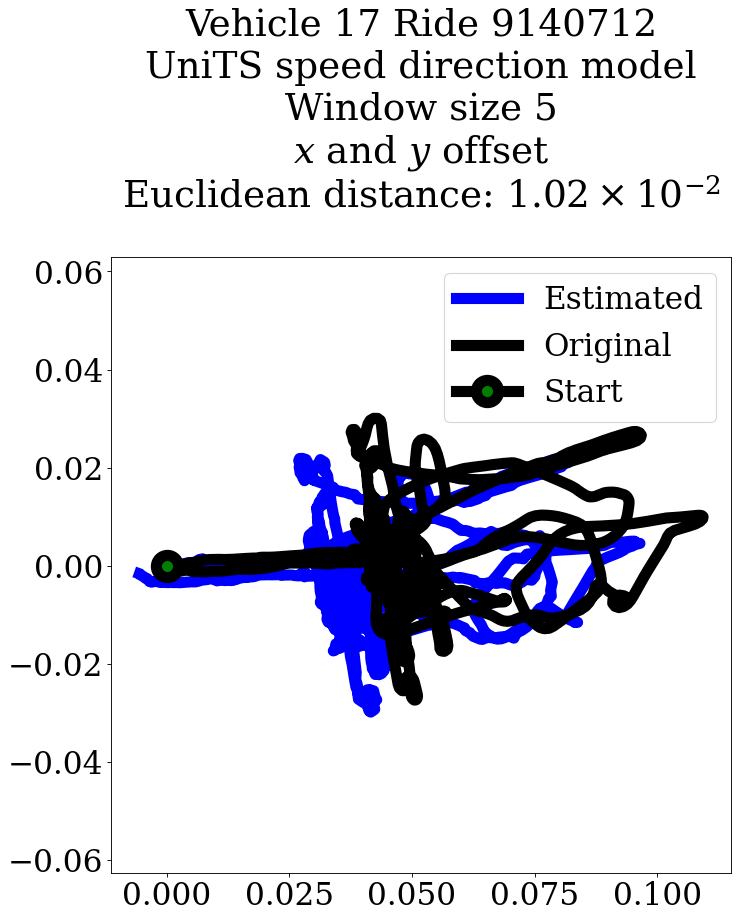 Vehicle 17 Ride 9140712
UniTS speed direction model
Window size 5
x and y offset
Euclidean distance: 1.02 × 10⁻²
Estimated
Original
Start
0.06
0.04
0.02
0.00
−0.02
−0.04
−0.06
0.000 0.025 0.050 0.075 0.100